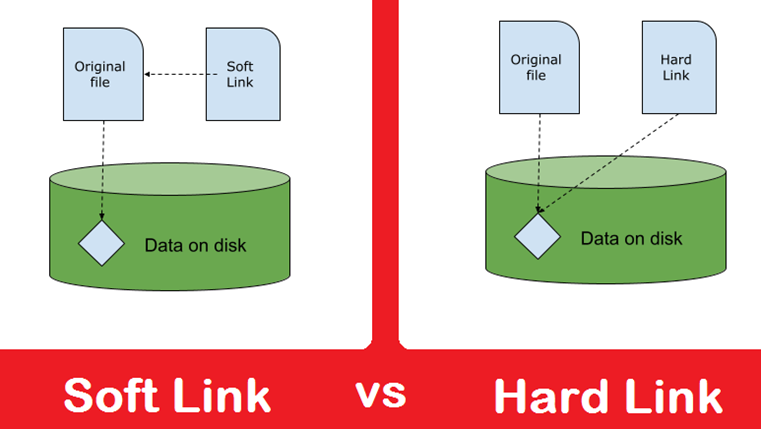 Original
file
Soft
Link
Data on disk
Original
file
Hard
Link
Data on disk
Soft Link vs Hard Link